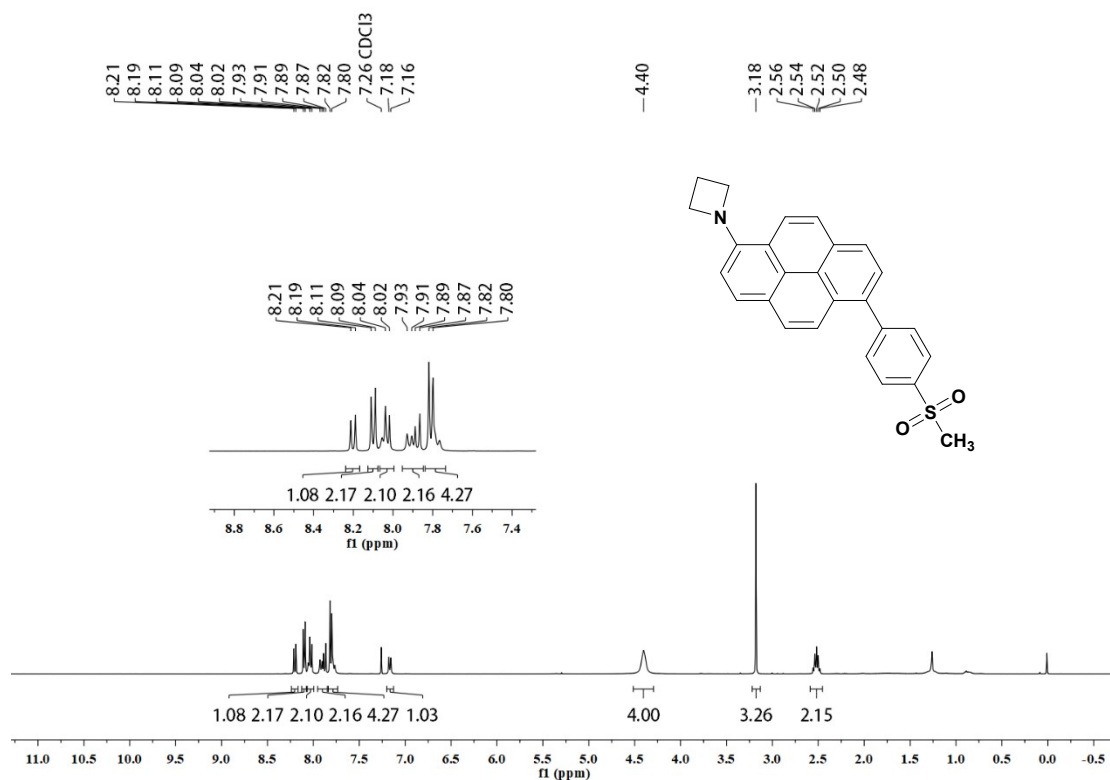 8.21 8.19 8.11 8.09 8.04 8.02 7.93 7.91 7.89 7.87 7.82 7.80 7.26 CDCl3 7.18 7.16
4.40
3.18
2.56 2.54 2.52 2.50 2.48
8.21 8.19 8.11 8.09 8.04 8.02 7.93 7.91 7.89 7.87 7.82 7.80
N
S
O
O
CH3
1.08 2.17 2.10 2.16 4.27
8.8 8.6 8.4 8.2 8.0 7.8 7.6 7.4
f1 (ppm)
1.08 2.17 2.10 2.16 4.27 1.03 4.00 3.26 2.15
11.0 10.5 10.0 9.5 9.0 8.5 8.0 7.5 7.0 6.5 6.0 5.5 5.0 4.5 4.0 3.5 3.0 2.5 2.0 1.5 1.0 0.5 0.0 -0.5
f1 (ppm)